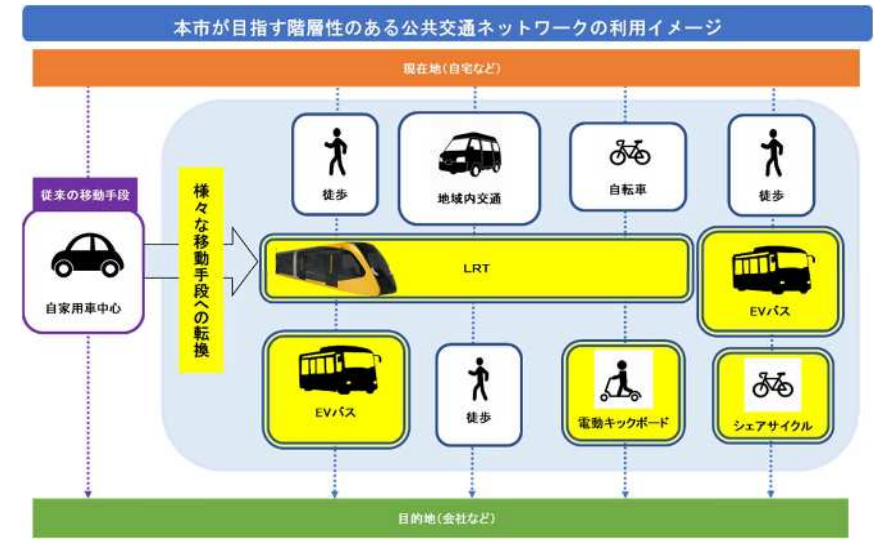 本市が目指す階層性のある公共交通ネットワークの利用イメージ
現在地(自宅など)
従来の移動手段
自家用車中心
様々な移動手段への転換
徒歩
地域内交通
自転車
徒歩
LRT
EVバス
EVバス
徒歩
電動キックボード
シェアサイクル
目的地(会社など)